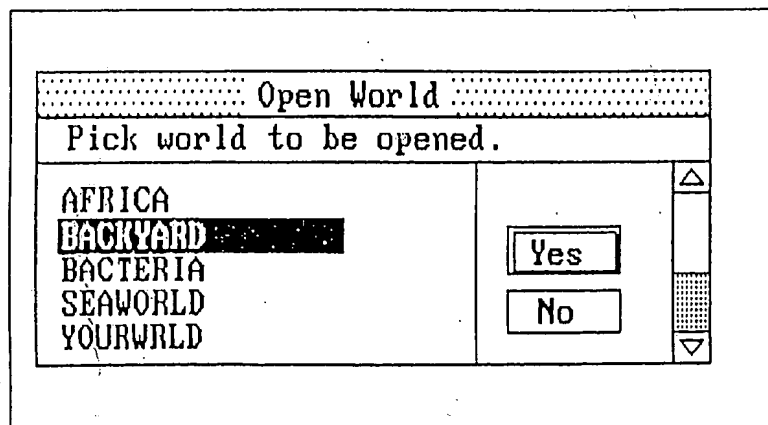 Open World
Pick world to be opened.
AFRICA
BACKYARD
BACTERIA
SEAWORLD
YOURWRLD
Yes
No